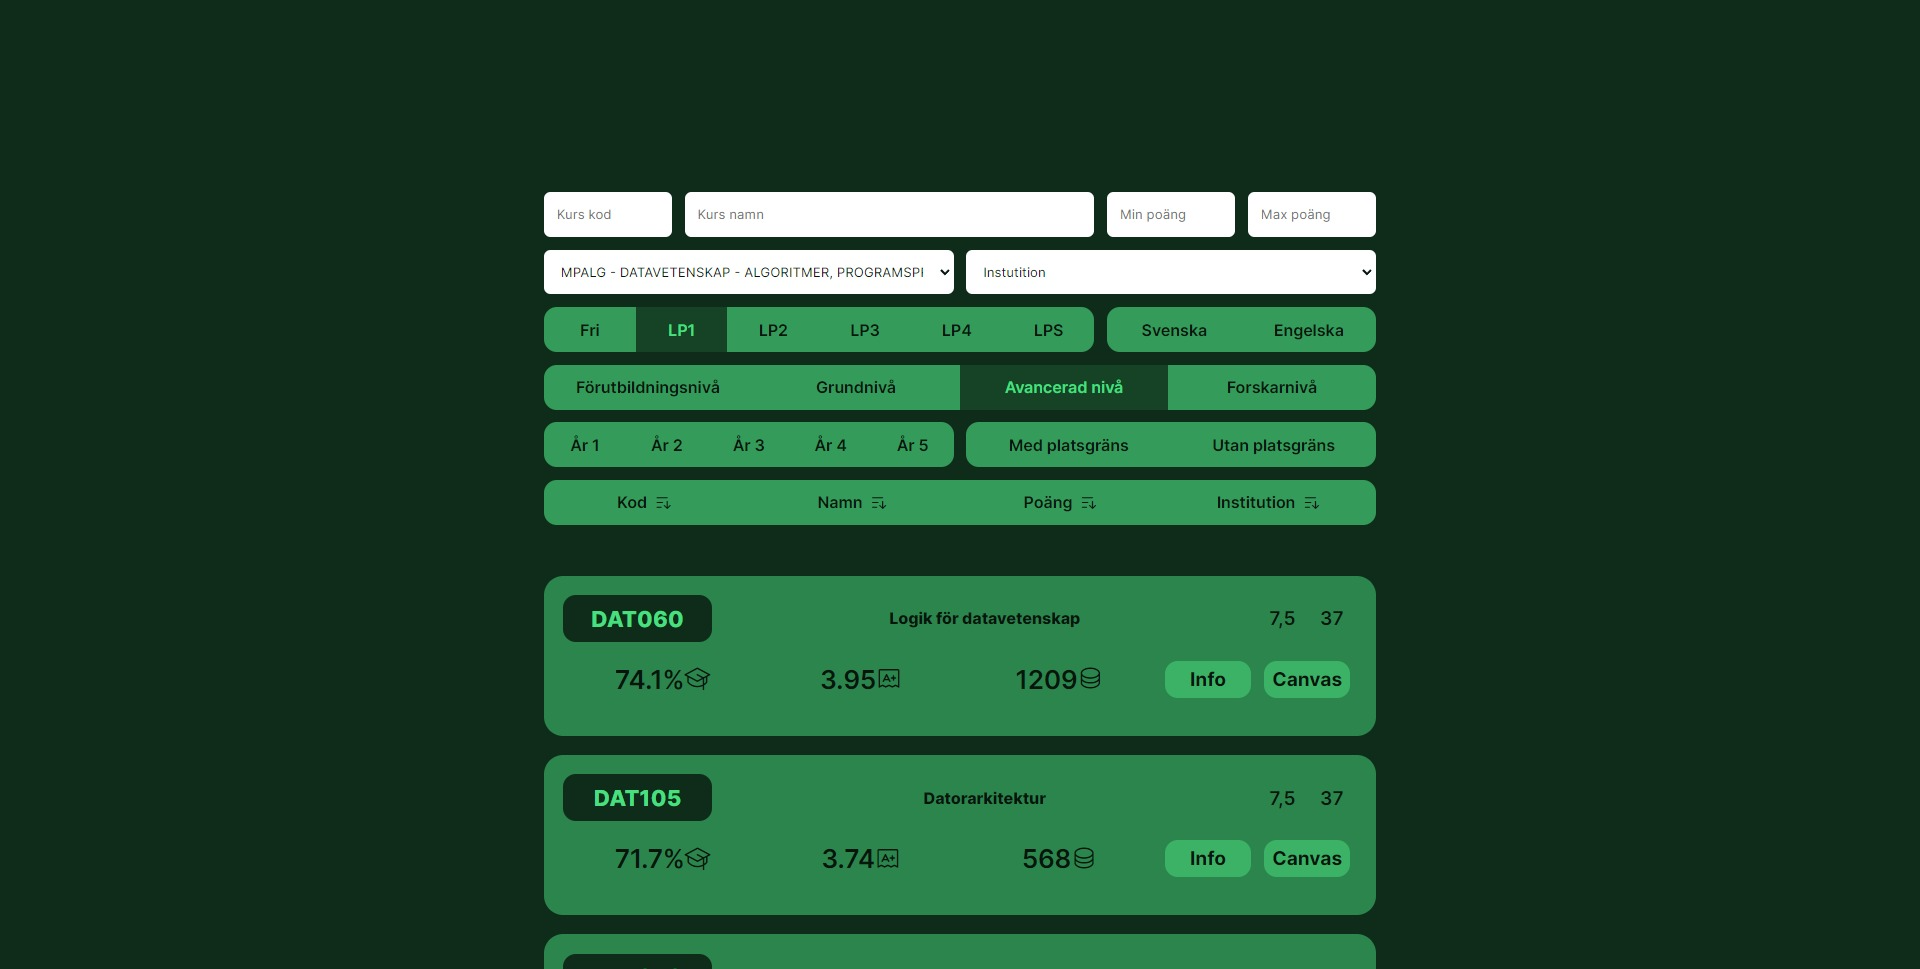 Kurs kod Kurs namn Min poäng Max poäng
MPALG - DATAVETENSKAP - ALGORITMER, PROGRAMSPI Instutition
Fri LP1 LP2 LP3 LP4 LPS Svenska Engelska
Förutbildningsnivå Grundnivå Avancerad nivå Forskarnivå
År 1 År 2 År 3 År 4 År 5 Med platsgräns Utan platsgräns
Kod Namn Poäng Institution
DAT060 Logik för datavetenskap 7,5 37
74.1% 3.95 A+ 1209 Info Canvas
DAT105 Datorarkitektur 7,5 37
71.7% 3.74 A+ 568 Info Canvas